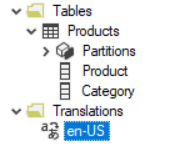 Tables
Products
Partitions
Product
Category
Translations
en-US